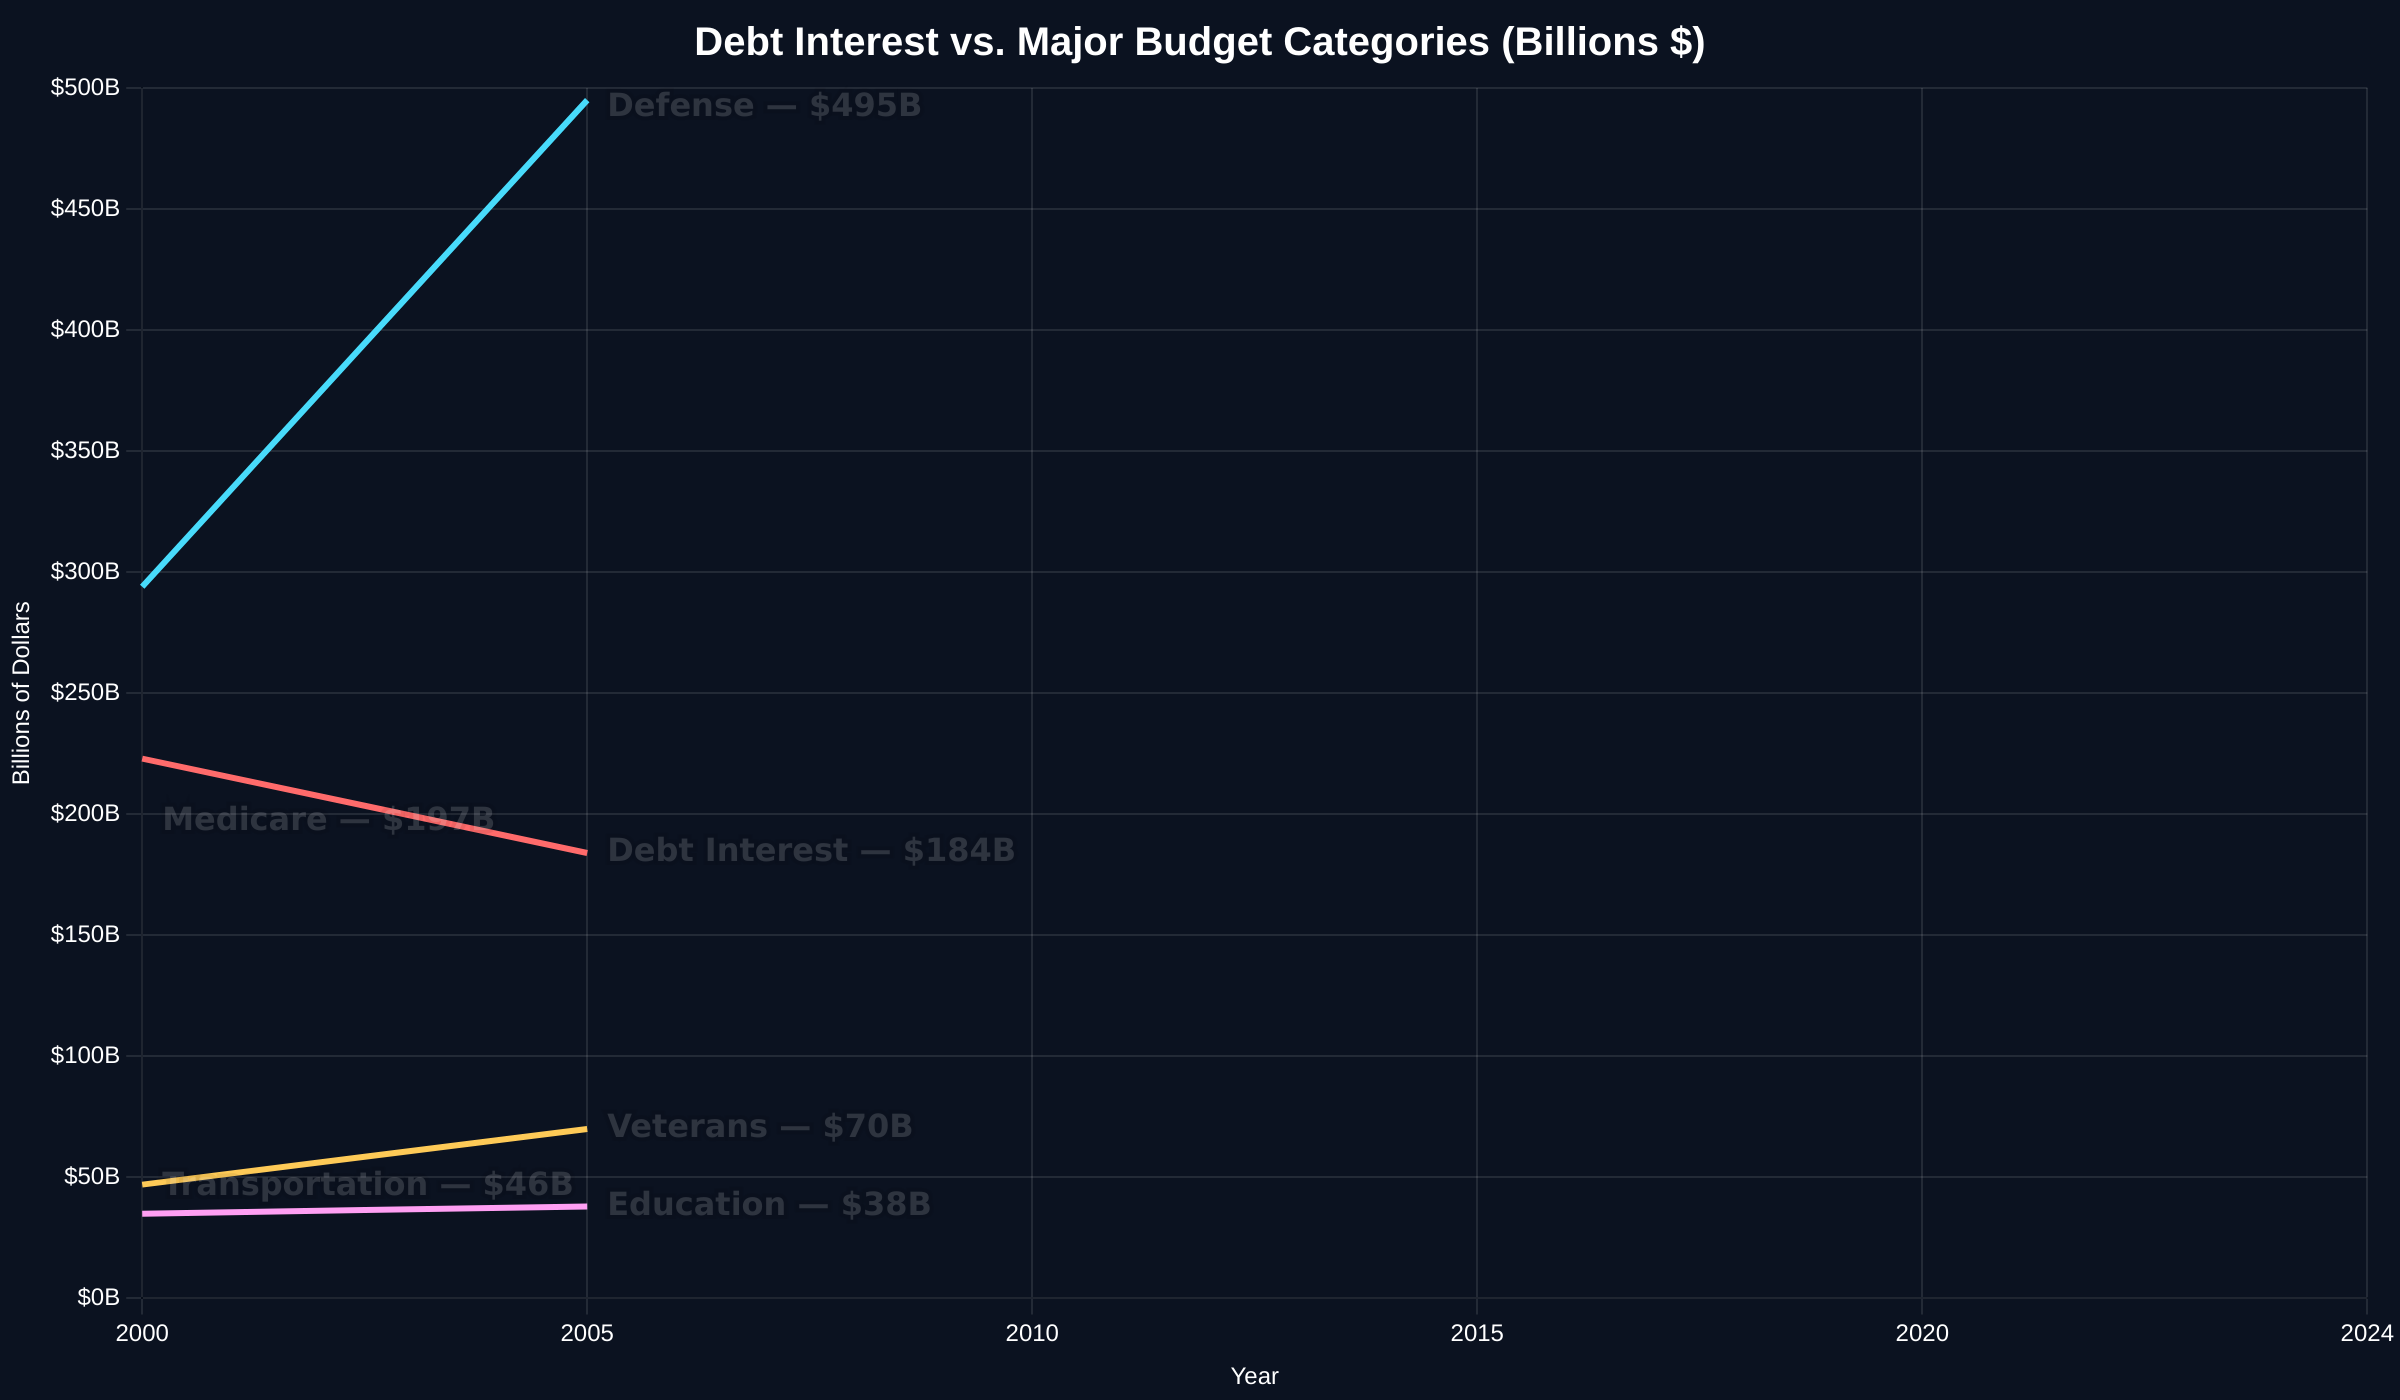 Debt Interest vs. Major Budget Categories (Billions $)
$500B
Defense — $495B
$450B
$400B
$350B
$300B
Billions of Dollars
$250B
$200B
Medicare — $197B
Debt Interest — $184B
$150B
$100B
Veterans — $70B
$50B
Transportation — $46B
Education — $38B
$0B
2000 2005 2010 2015 2020 2024
Year